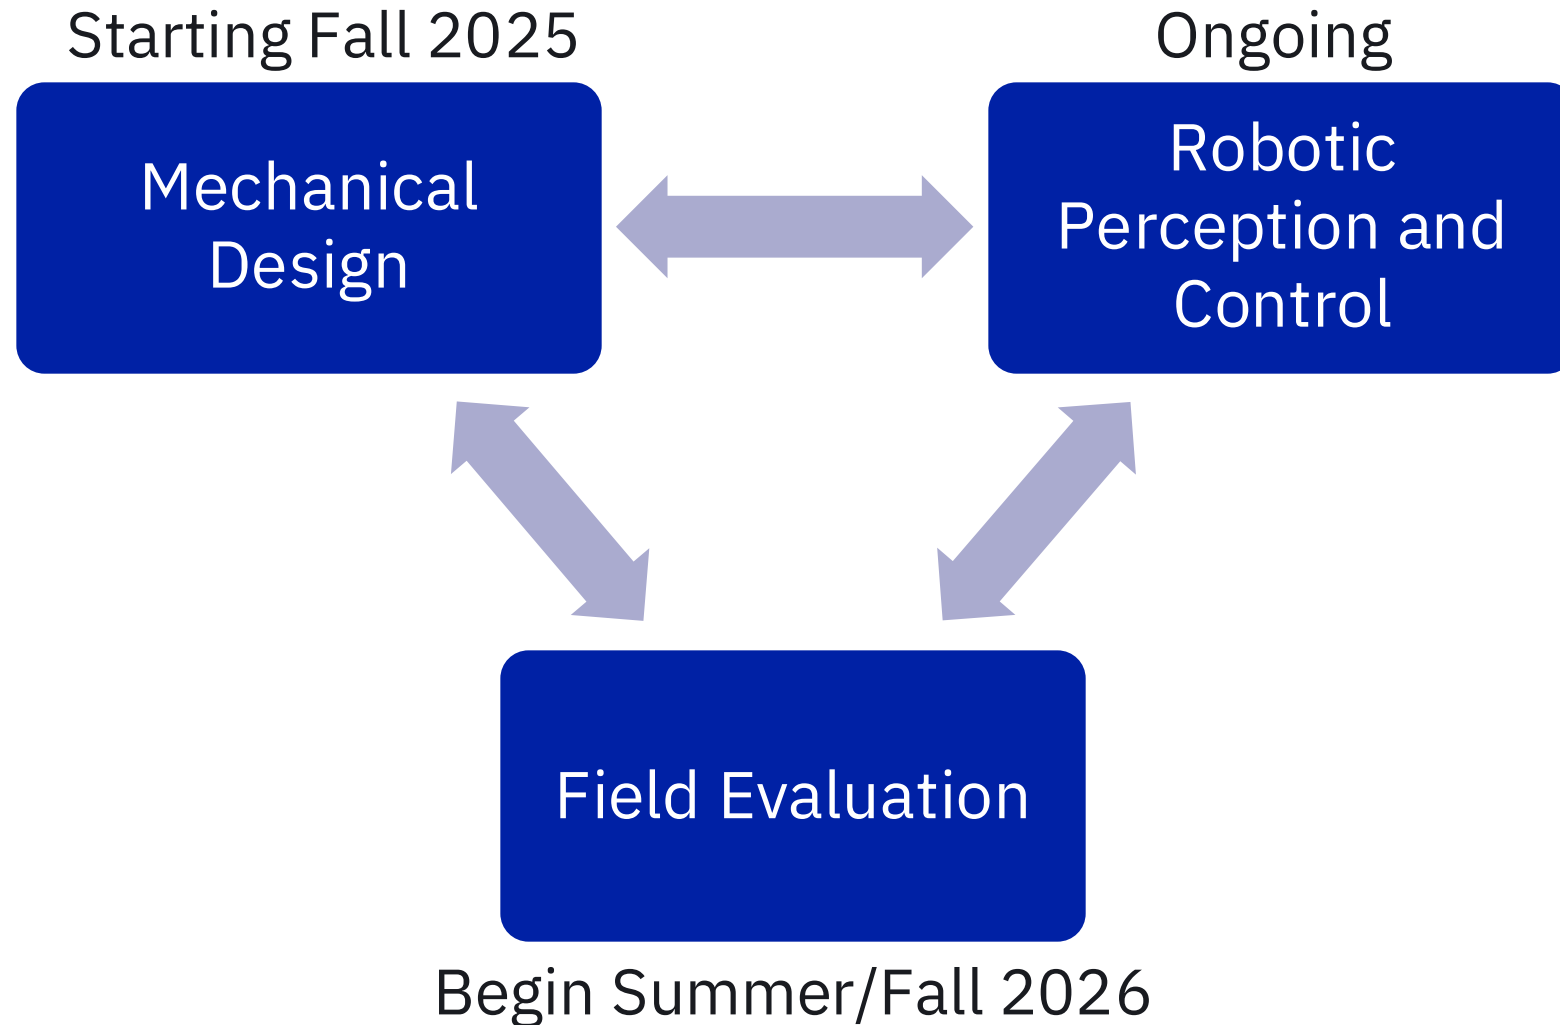 Starting Fall 2025
Ongoing
Mechanical
Design
Robotic
Perception and
Control
Field Evaluation
Begin Summer/Fall 2026